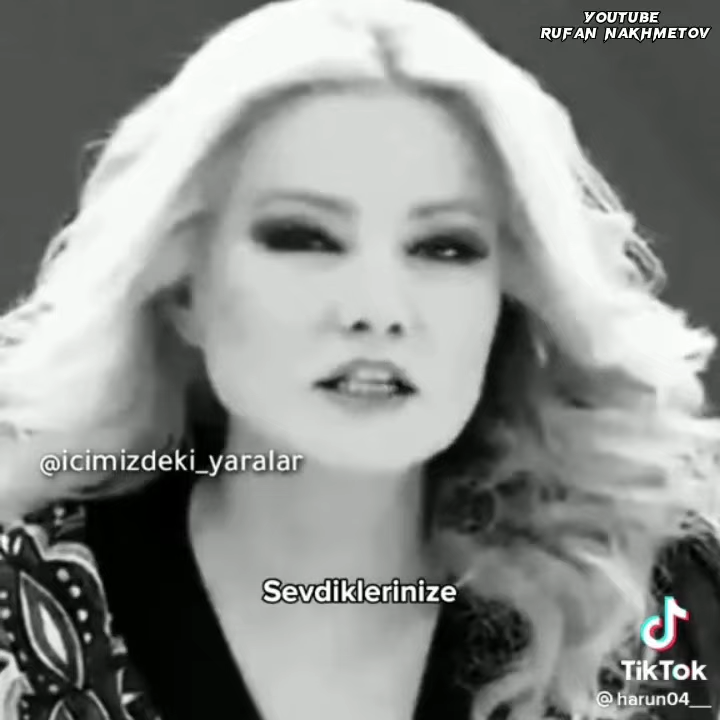 YOUTUBE
RUFAN NAKHMETOV
@icimizdeki_yaralar
Sevdiklerinize
TikTok
@harun04__